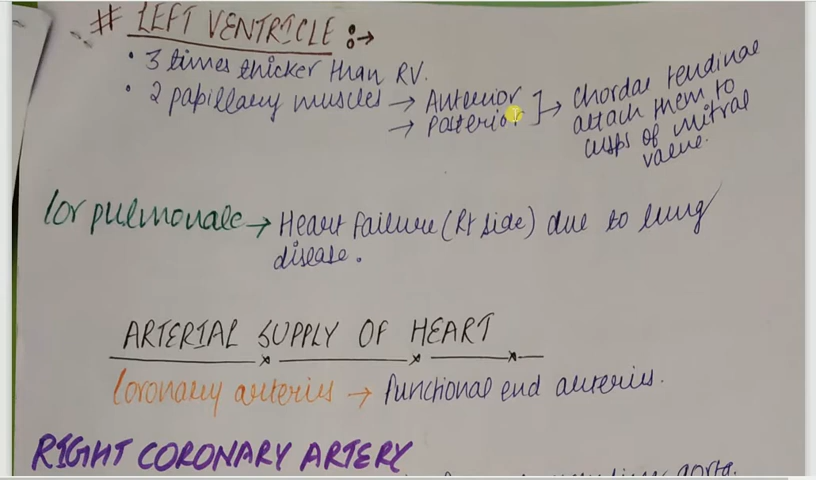 # LEFT VENTRICLE :→
• 3 times thicker than RV.
• 2 papillary muscles → Anterior ] → chordae tendinae
→ Posterior attach them to
cusps of mitral
valve.
Cor pulmonale → Heart Failure (Rt side) due to lung
disease.
ARTERIAL SUPPLY OF HEART
Coronary arteries → Functional end arteries.
RIGHT CORONARY ARTERY
aorta.